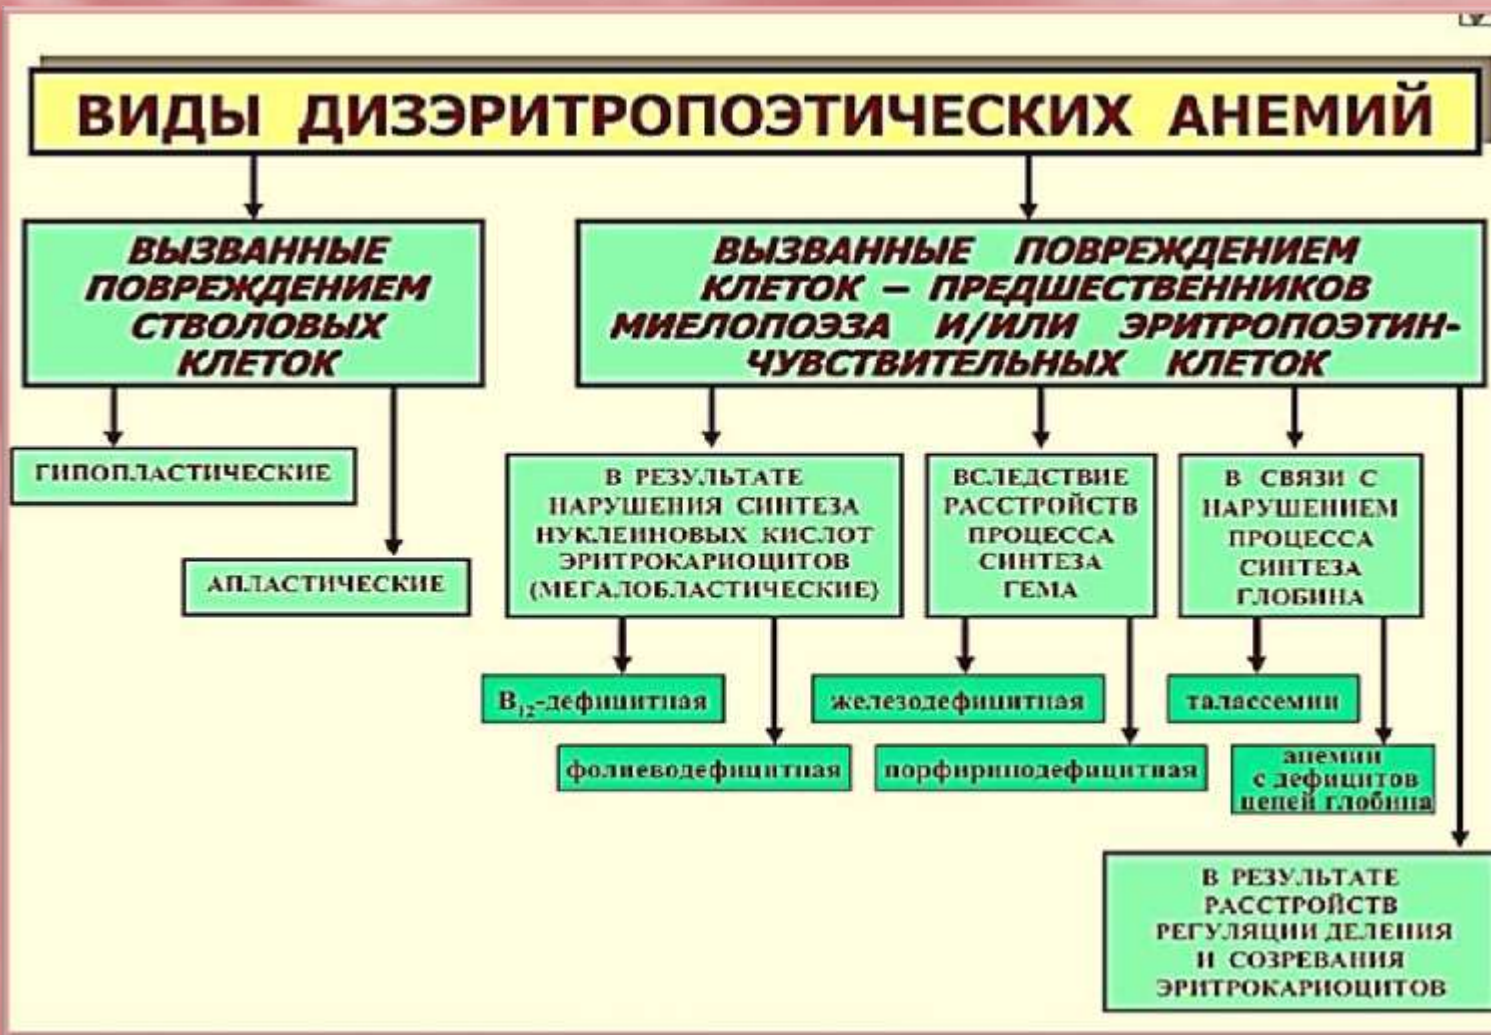 ВИДЫ ДИЗЭРИТРОПОЭТИЧЕСКИХ АНЕМИЙ
ВЫЗВАННЫЕ
ПОВРЕЖДЕНИЕМ
СТВОЛОВЫХ
КЛЕТОК
ВЫЗВАННЫЕ ПОВРЕЖДЕНИЕМ
КЛЕТОК – ПРЕДШЕСТВЕННИКОВ
МИЕЛОПОЭЗА И/ИЛИ ЭРИТРОПОЭТИН-
ЧУВСТВИТЕЛЬНЫХ КЛЕТОК
ГИПОПЛАСТИЧЕСКИЕ
АПЛАСТИЧЕСКИЕ
В РЕЗУЛЬТАТЕ
НАРУШЕНИЯ СИНТЕЗА
НУКЛЕИНОВЫХ КИСЛОТ
ЭРИТРОКАРИОЦИТОВ
(МЕГАЛОБЛАСТИЧЕСКИЕ)
ВСЛЕДСТВИЕ
РАССТРОЙСТВ
ПРОЦЕССА
СИНТЕЗА
ГЕМА
В СВЯЗИ С
НАРУШЕНИЕМ
ПРОЦЕССА
СИНТЕЗА
ГЛОБИНА
B₁₂-дефицитная
фолиеводефицитная
железодефицитная
порфиринодефицитная
талассемии
анемии
с дефицитов
цепей глобина
В РЕЗУЛЬТАТЕ
РАССТРОЙСТВ
РЕГУЛЯЦИИ ДЕЛЕНИЯ
И СОЗРЕВАНИЯ
ЭРИТРОКАРИОЦИТОВ